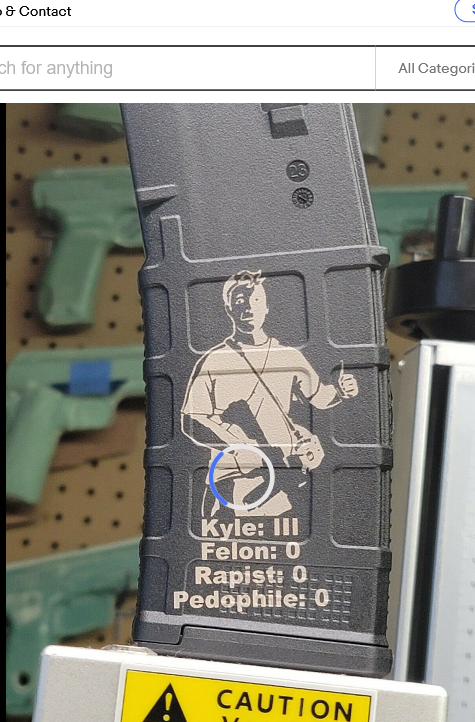 & Contact
ch for anything
All Categori
23
Kyle: III
Felon: 0
Rapist: 0
Pedophile: 0
CAUTION